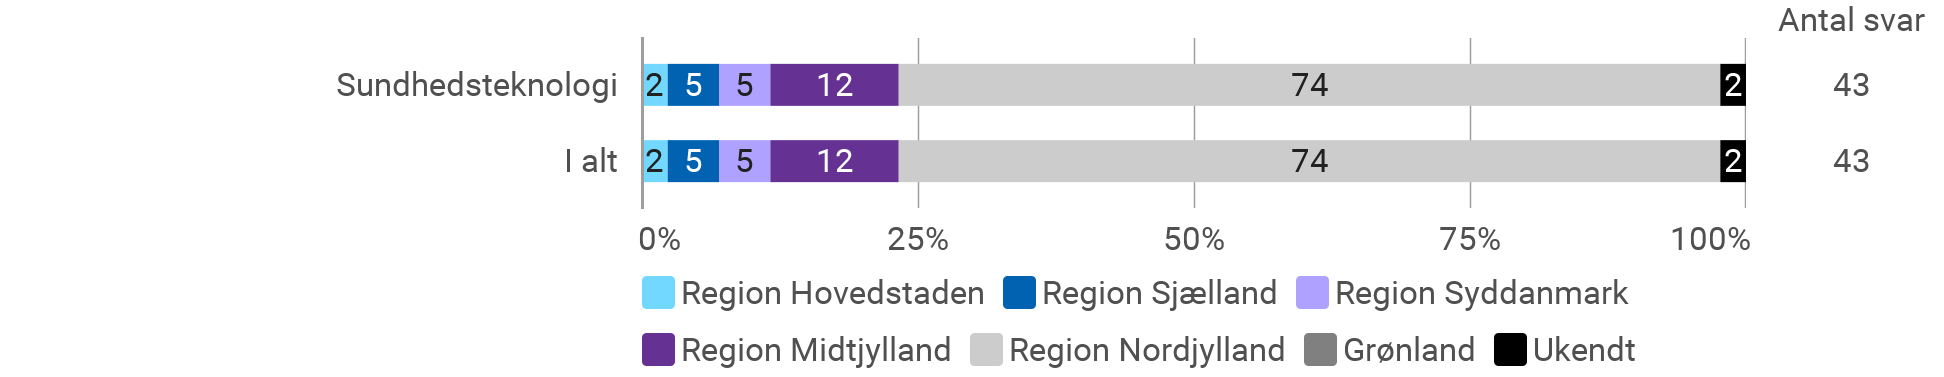 Antal svar
Sundhedsteknologi 2 5 5 12 74 2 43
I alt 2 5 5 12 74 2 43
0% 25% 50% 75% 100%
Region Hovedstaden Region Sjælland Region Syddanmark
Region Midtjylland Region Nordjylland Grønland Ukendt